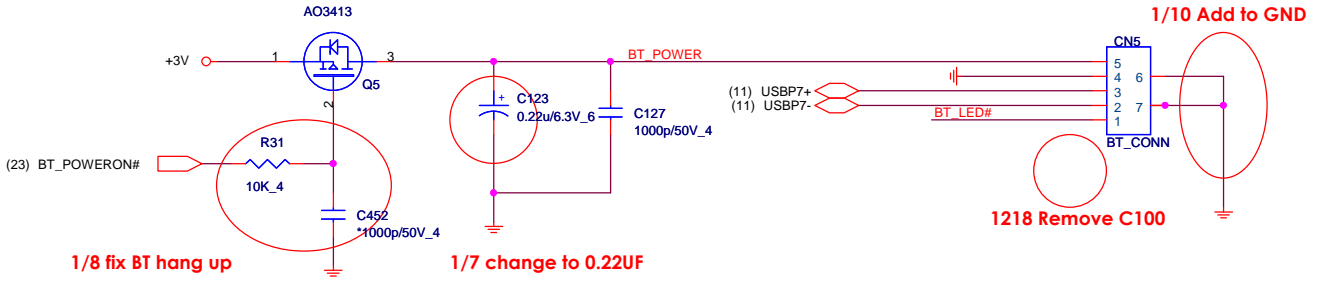 AO3413
1/10 Add to GND
+3V
1
3
Q5
2
BT_POWER
CN5
5
4
3
2
1
6
7
BT_CONN
(11) USBP7+
(11) USBP7-
BT_LED#
+
C123
0.22u/6.3V_6
C127
1000p/50V_4
R31
10K_4
(23) BT_POWERON#
C452
*1000p/50V_4
1218 Remove C100
1/8 fix BT hang up
1/7 change to 0.22UF